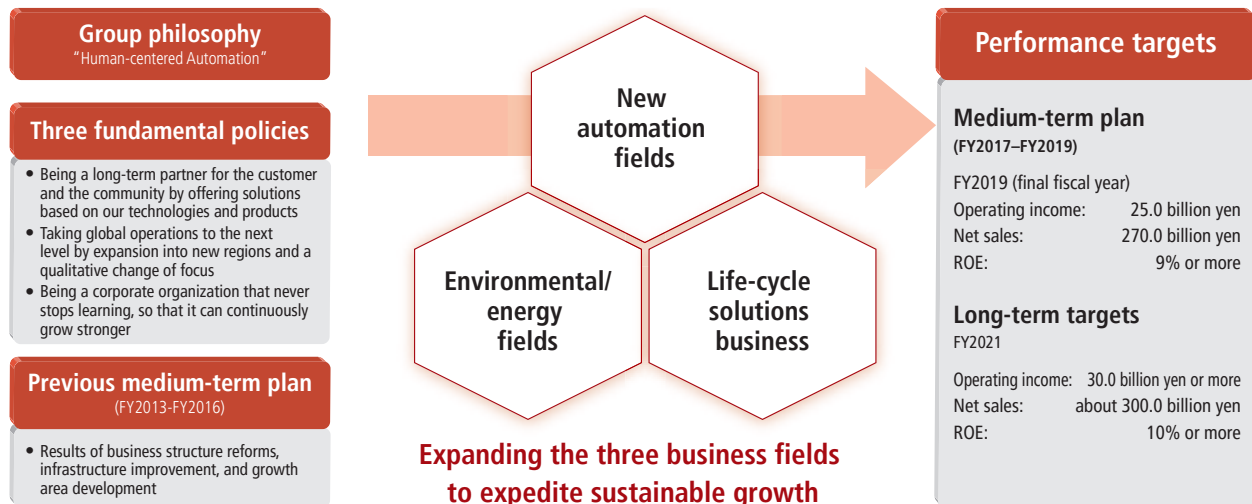 Group philosophy
“Human-centered Automation”
Three fundamental policies
• Being a long-term partner for the customer
and the community by offering solutions
based on our technologies and products
• Taking global operations to the next
level by expansion into new regions and a
qualitative change of focus
• Being a corporate organization that never
stops learning, so that it can continuously
grow stronger
Previous medium-term plan
(FY2013-FY2016)
• Results of business structure reforms,
infrastructure improvement, and growth
area development
New
automation
fields
Environmental/
energy
fields
Life-cycle
solutions
business
Expanding the three business fields
to expedite sustainable growth
Performance targets
Medium-term plan
(FY2017–FY2019)
FY2019 (final fiscal year)
Operating income: 25.0 billion yen
Net sales: 270.0 billion yen
ROE: 9% or more
Long-term targets
FY2021
Operating income: 30.0 billion yen or more
Net sales: about 300.0 billion yen
ROE: 10% or more